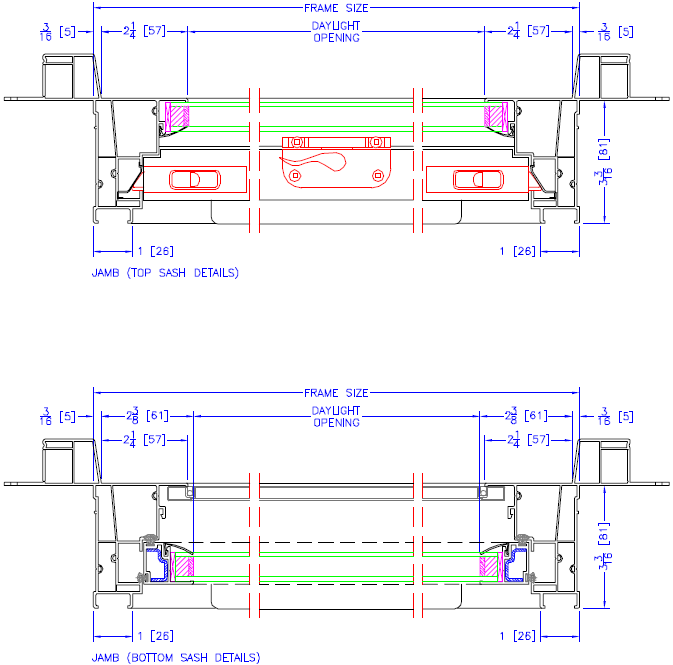 FRAME SIZE
3/16 [5] 2 1/4 [57] DAYLIGHT OPENING 2 1/4 [57] 3/16 [5]
3 3/16 [81]
1 [26] 1 [26]
JAMB (TOP SASH DETAILS)
FRAME SIZE
3/16 [5] 2 3/8 [61] DAYLIGHT OPENING 2 3/8 [61] 3/16 [5]
2 1/4 [57] 2 1/4 [57]
3 3/16 [81]
1 [26] 1 [26]
JAMB (BOTTOM SASH DETAILS)